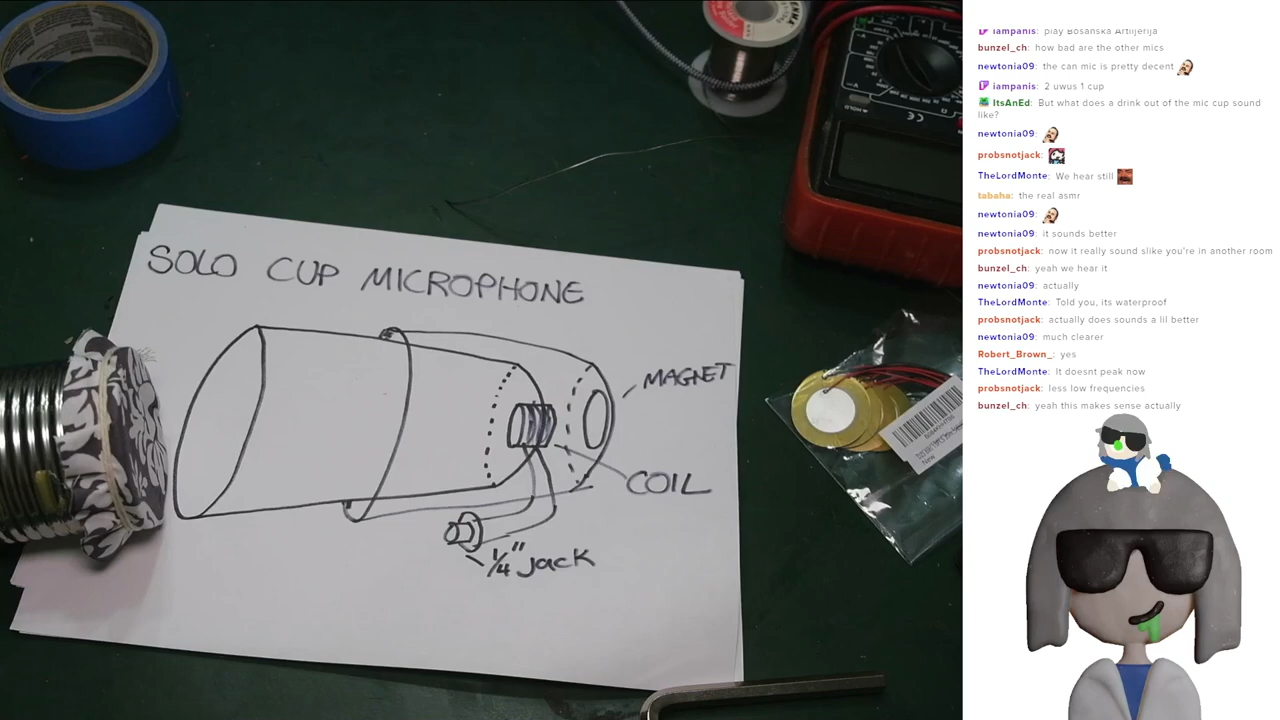 SOLO CUP MICROPHONE
MAGNET
COIL
1/4" jack
HOLD
CE
New
iampanis: play Bosanska Artiljerija
bunzel_ch: how bad are the other mics
newtonia09: the can mic is pretty decent
iampanis: 2 uwus 1 cup
ItsAnEd: But what does a drink out of the mic cup sound
like?
newtonia09:
probsnotjack:
TheLordMonte: We hear still
tabaha: the real asmr
newtonia09:
newtonia09: it sounds better
probsnotjack: now it really sound slike you're in another room
bunzel_ch: yeah we hear it
newtonia09: actually
TheLordMonte: Told you, its waterproof
probsnotjack: actually does sounds a lil better
newtonia09: much clearer
Robert_Brown_: yes
TheLordMonte: It doesnt peak now
probsnotjack: less low frequencies
bunzel_ch: yeah this makes sense actually